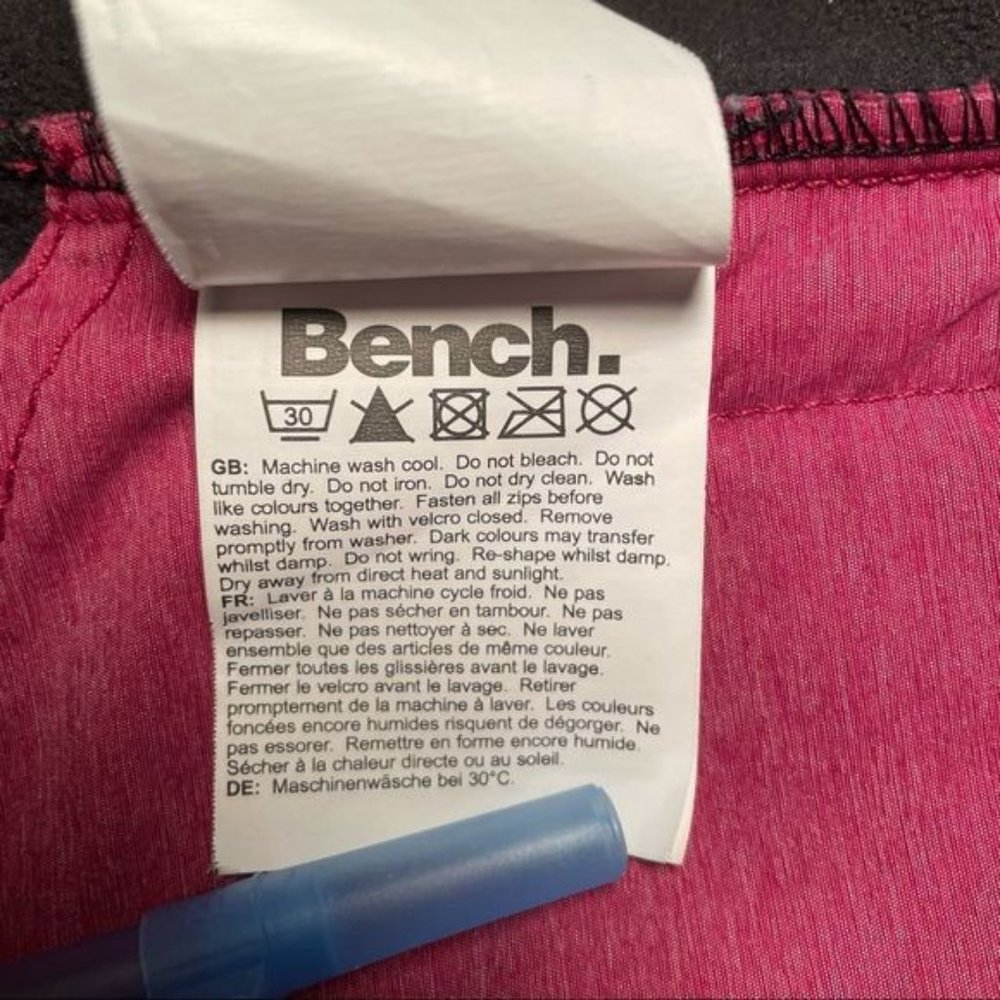 Bench.
30
GB: Machine wash cool. Do not bleach. Do not
tumble dry. Do not iron. Do not dry clean. Wash
like colours together. Fasten all zips before
washing. Wash with velcro closed. Remove
promptly from washer. Dark colours may transfer
whilst damp. Do not wring. Re-shape whilst damp.
Dry away from direct heat and sunlight.
FR: Laver à la machine cycle froid. Ne pas
javelliser. Ne pas sécher en tambour. Ne pas
repasser. Ne pas nettoyer à sec. Ne laver
ensemble que des articles de même couleur.
Fermer toutes les glissières avant le lavage.
Fermer le velcro avant le lavage. Retirer
promptement de la machine à laver. Les couleurs
foncées encore humides risquent de dégorger. Ne
pas essorer. Remettre en forme encore humide.
Sécher à la chaleur directe ou au soleil.
DE: Maschinenwäsche bei 30°C.